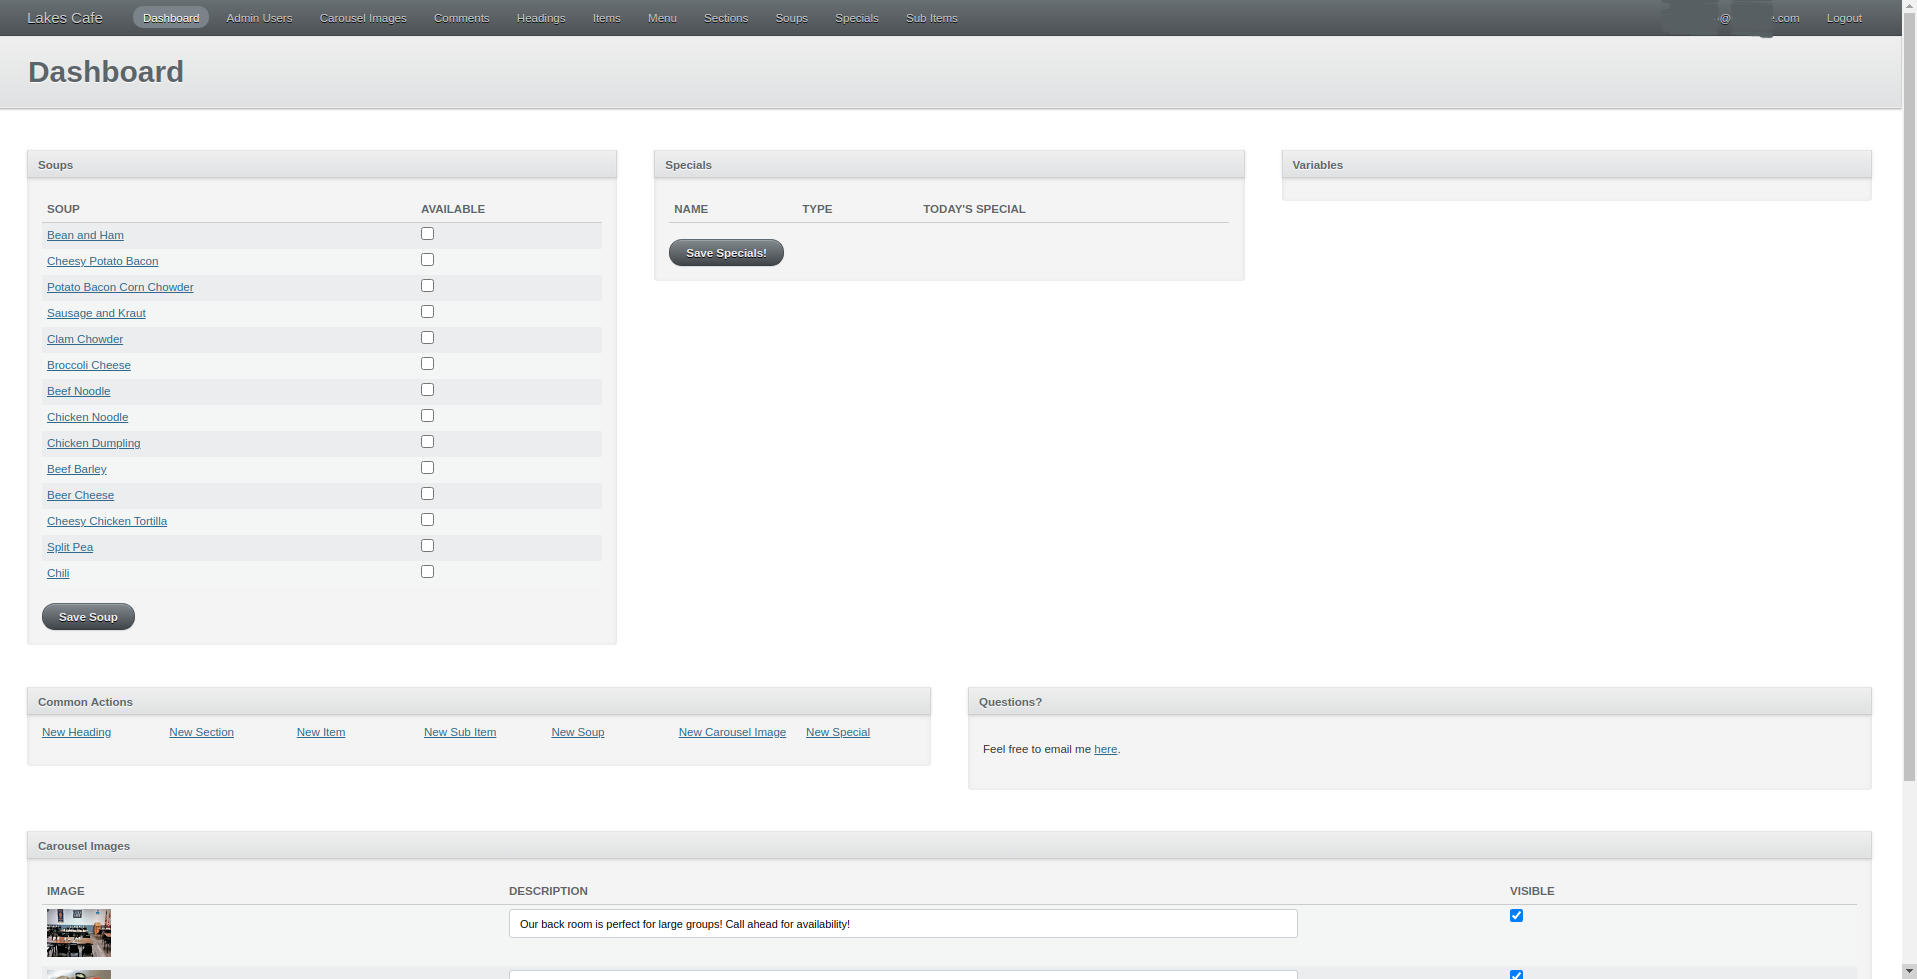 Lakes Cafe Dashboard Admin Users Carousel Images Comments Headings Items Menu Sections Soups Specials Sub Items @ .com Logout
Dashboard
Soups
SOUP AVAILABLE
Bean and Ham
Cheesy Potato Bacon
Potato Bacon Corn Chowder
Sausage and Kraut
Clam Chowder
Broccoli Cheese
Beef Noodle
Chicken Noodle
Chicken Dumpling
Beef Barley
Beer Cheese
Cheesy Chicken Tortilla
Split Pea
Chili
Save Soup
Specials
NAME TYPE TODAY'S SPECIAL
Save Specials!
Variables
Common Actions
New Heading New Section New Item New Sub Item New Soup New Carousel Image New Special
Questions?
Feel free to email me here.
Carousel Images
IMAGE DESCRIPTION VISIBLE
Our back room is perfect for large groups! Call ahead for availability!